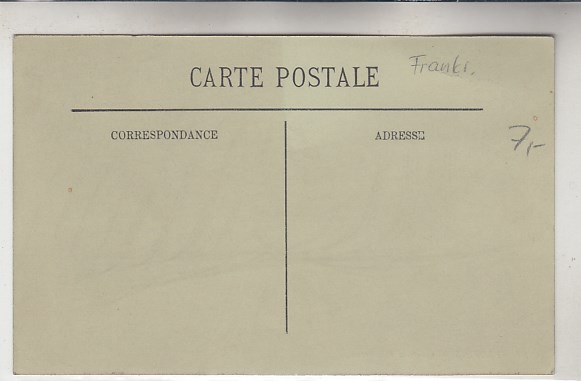 CARTE POSTALE
Frankr.
7,-
CORRESPONDANCE
ADRESSE